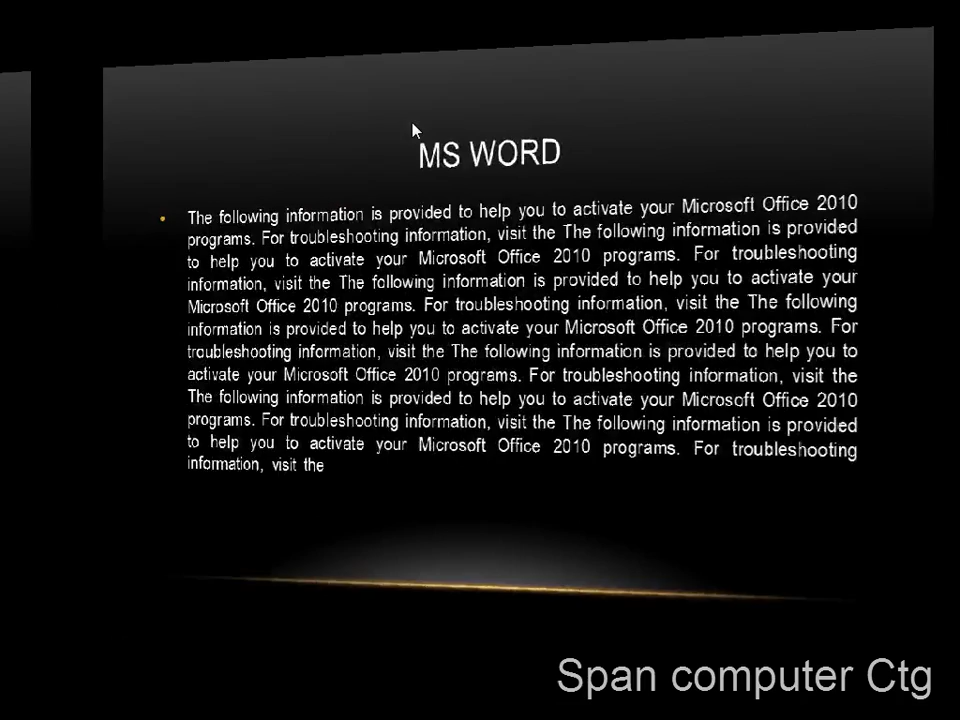 MS WORD
• The following information is provided to help you to activate your Microsoft Office 2010
programs. For troubleshooting information, visit the The following information is provided
to help you to activate your Microsoft Office 2010 programs. For troubleshooting
information, visit the The following information is provided to help you to activate your
Microsoft Office 2010 programs. For troubleshooting information, visit the The following
information is provided to help you to activate your Microsoft Office 2010 programs. For
troubleshooting information, visit the The following information is provided to help you to
activate your Microsoft Office 2010 programs. For troubleshooting information, visit the
The following information is provided to help you to activate your Microsoft Office 2010
programs. For troubleshooting information, visit the The following information is provided
to help you to activate your Microsoft Office 2010 programs. For troubleshooting
information, visit the
Span computer Ctg